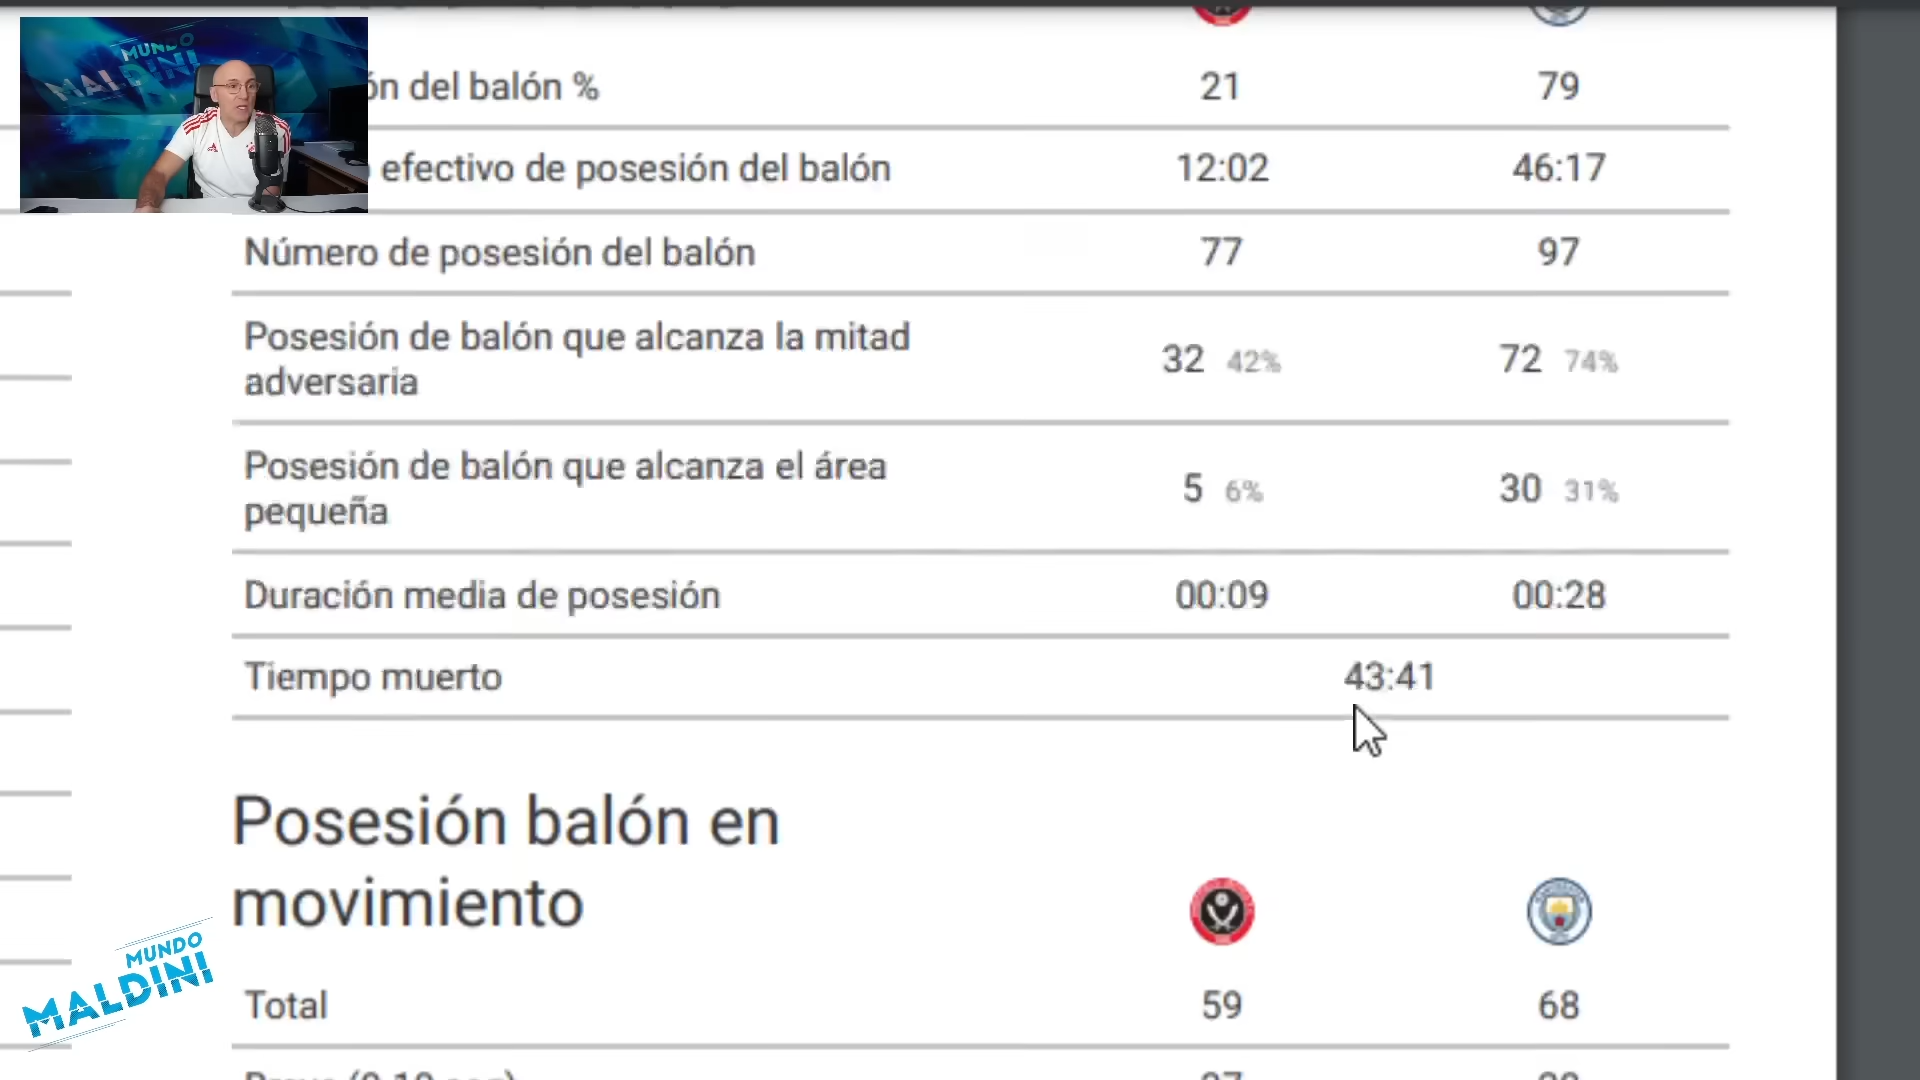 MUNDO
MALDINI
ón del balón % 21 79
efectivo de posesión del balón 12:02 46:17
Número de posesión del balón 77 97
Posesión de balón que alcanza la mitad
adversaria 32 42% 72 74%
Posesión de balón que alcanza el área
pequeña 5 6% 30 31%
Duración media de posesión 00:09 00:28
Tiempo muerto 43:41
Posesión balón en
movimiento
MUNDO
MALDINI
Total 59 68